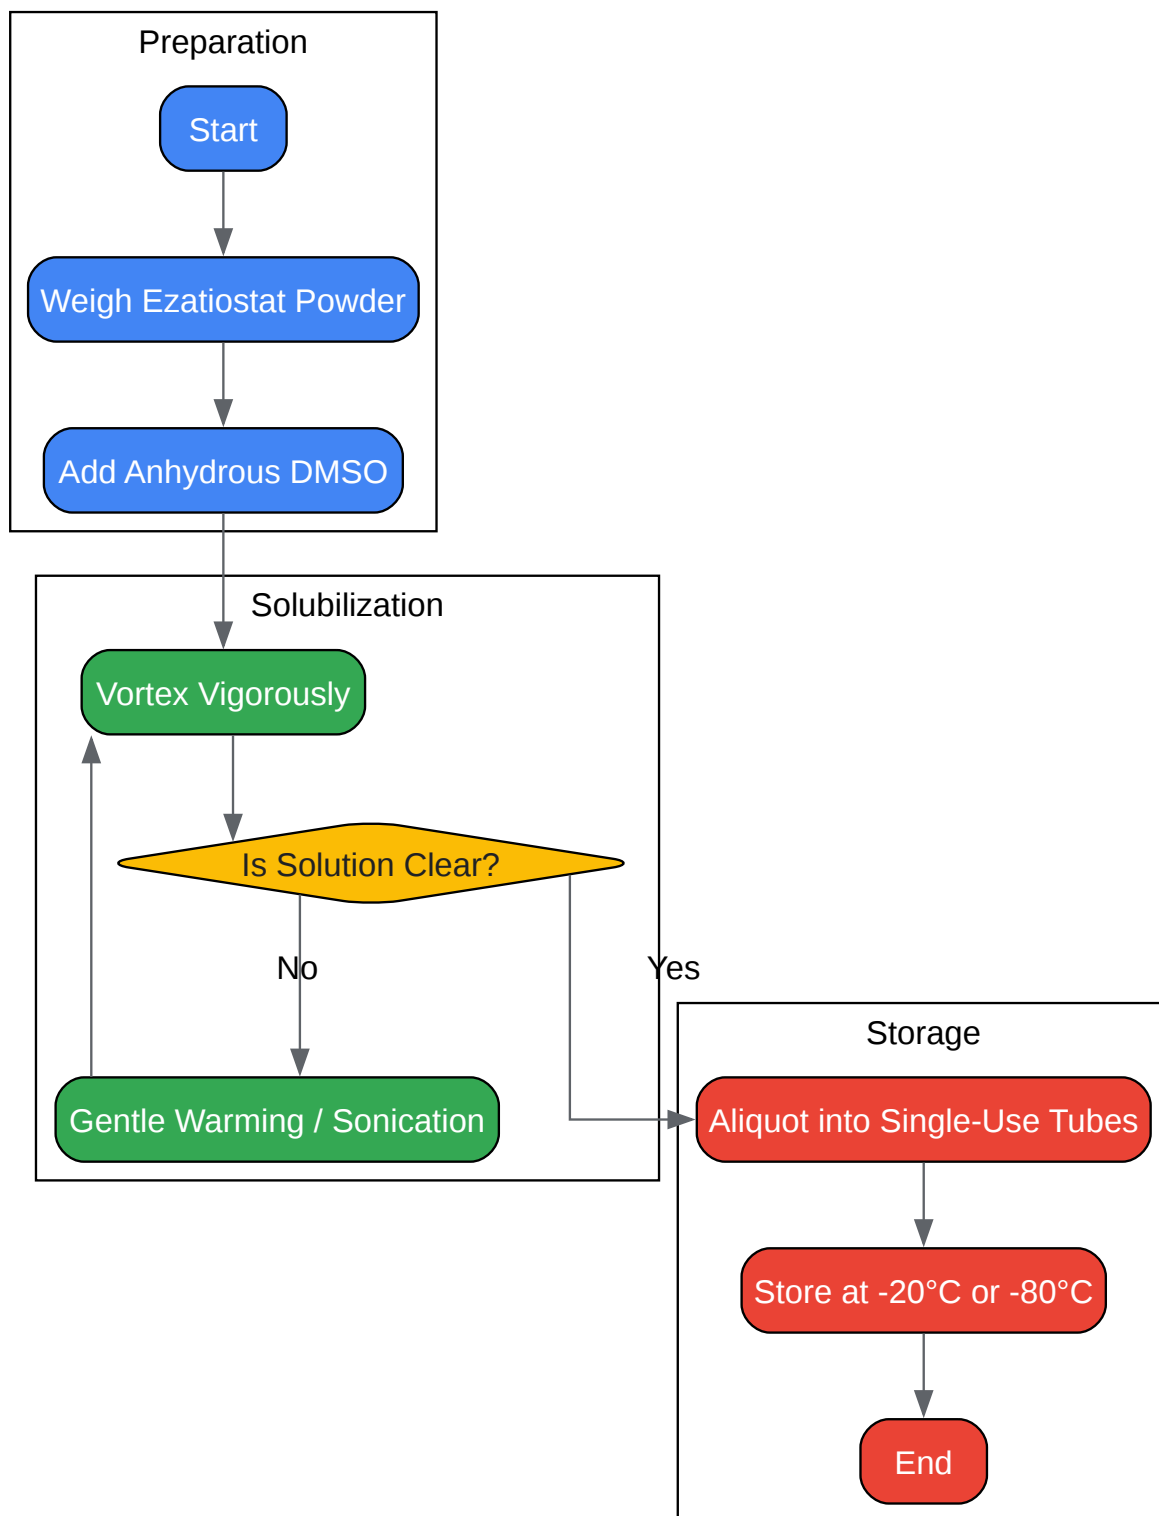 Preparation
Start
Weigh Ezatiostat Powder
Add Anhydrous DMSO
Solubilization
Vortex Vigorously
Is Solution Clear?
No
Yes
Storage
Gentle Warming / Sonication
Aliquot into Single-Use Tubes
Store at -20°C or -80°C
End